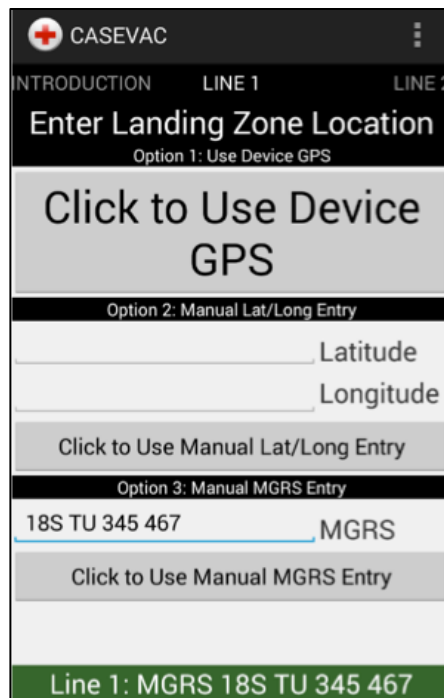 CASEVAC
INTRODUCTION LINE 1 LINE 2
Enter Landing Zone Location
Option 1: Use Device GPS
Click to Use Device
GPS
Option 2: Manual Lat/Long Entry
Latitude
Longitude
Click to Use Manual Lat/Long Entry
Option 3: Manual MGRS Entry
18S TU 345 467 MGRS
Click to Use Manual MGRS Entry
Line 1: MGRS 18S TU 345 467